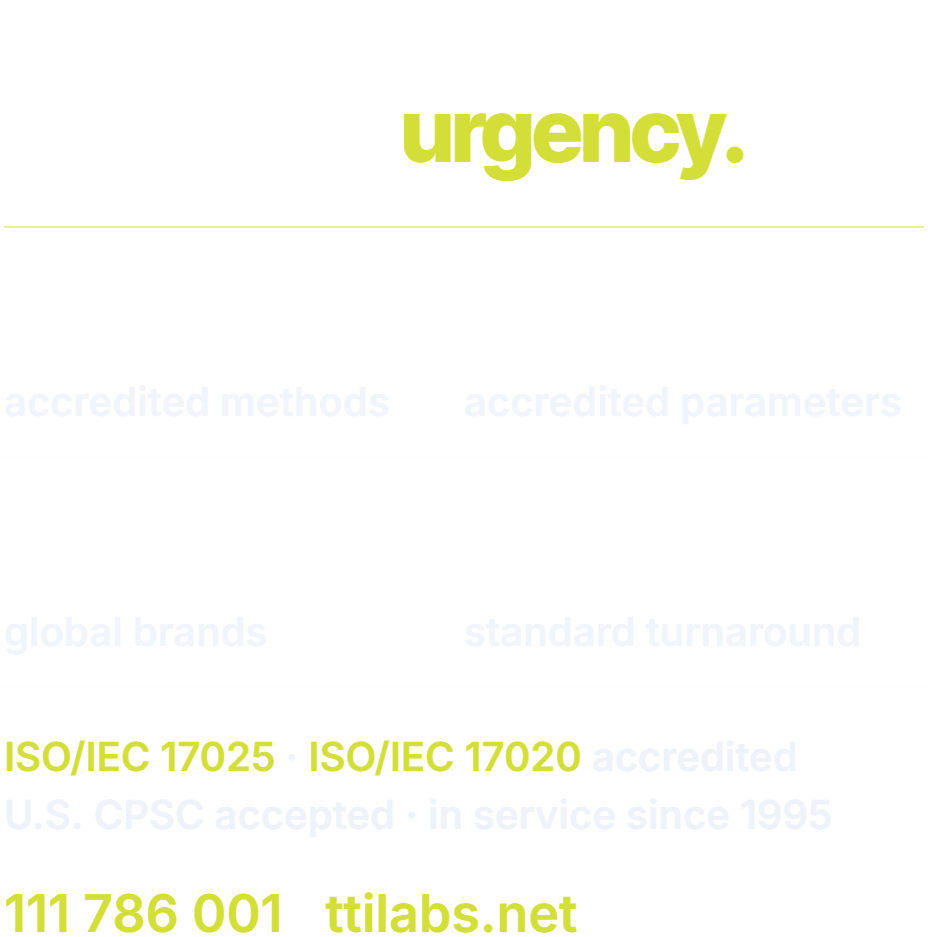 urgency.
accredited methods accredited parameters
global brands standard turnaround
ISO/IEC 17025 · ISO/IEC 17020 accredited
U.S. CPSC accepted · in service since 1995
111 786 001 ttilabs.net